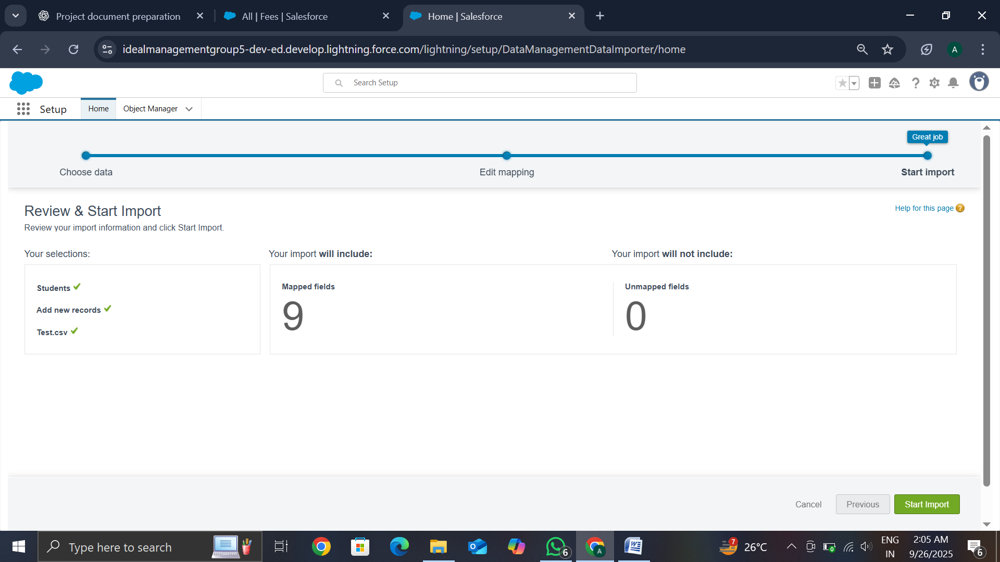 Project document preparation
All | Fees | Salesforce
Home | Salesforce
idealmanagementgroup5-dev-ed.develop.lightning.force.com/lightning/setup/DataManagementDataImporter/home
A
Search Setup
Setup
Home
Object Manager
Great job
Choose data
Edit mapping
Start import
Review & Start Import
Help for this page ?
Review your import information and click Start Import.
Your selections:
Your import will include:
Your import will not include:
Students
Add new records
Test.csv
Mapped fields
9
Unmapped fields
0
Cancel
Previous
Start Import
Type here to search
6
A
7
26°C
ENG
IN
2:05 AM
9/26/2025
6